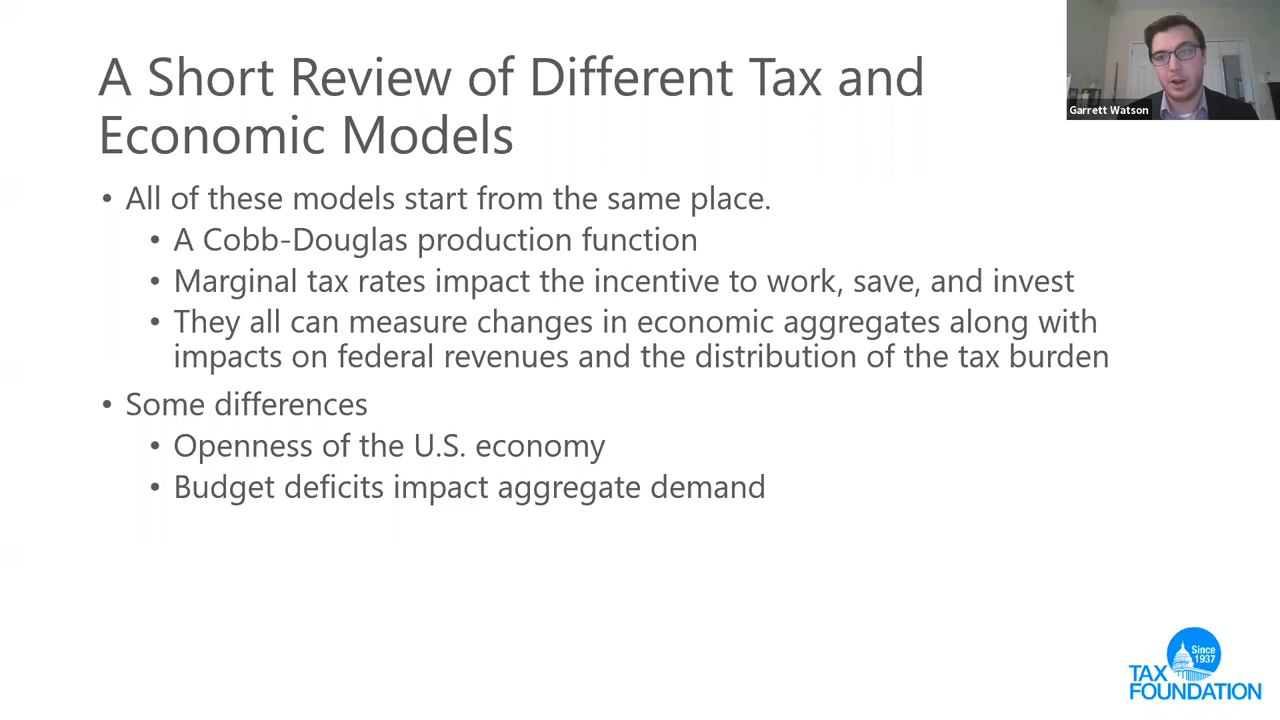 A Short Review of Different Tax and
Economic Models
• All of these models start from the same place.
• A Cobb-Douglas production function
• Marginal tax rates impact the incentive to work, save, and invest
• They all can measure changes in economic aggregates along with
impacts on federal revenues and the distribution of the tax burden
• Some differences
• Openness of the U.S. economy
• Budget deficits impact aggregate demand
Garrett Watson
Since
1937
TAX
FOUNDATION